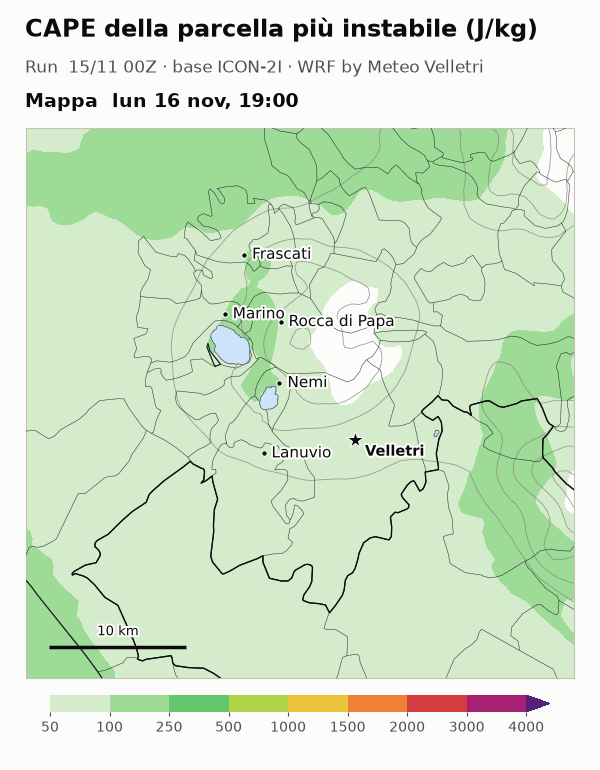 CAPE della parcella più instabile (J/kg)
Run  15/11 00Z · base ICON-2I · WRF by Meteo Velletri
Mappa  lun 16 nov, 19:00
Frascati
Marino
Rocca di Papa
Nemi
Velletri
Lanuvio
10 km
50 100 250 500 1000 1500 2000 3000 4000